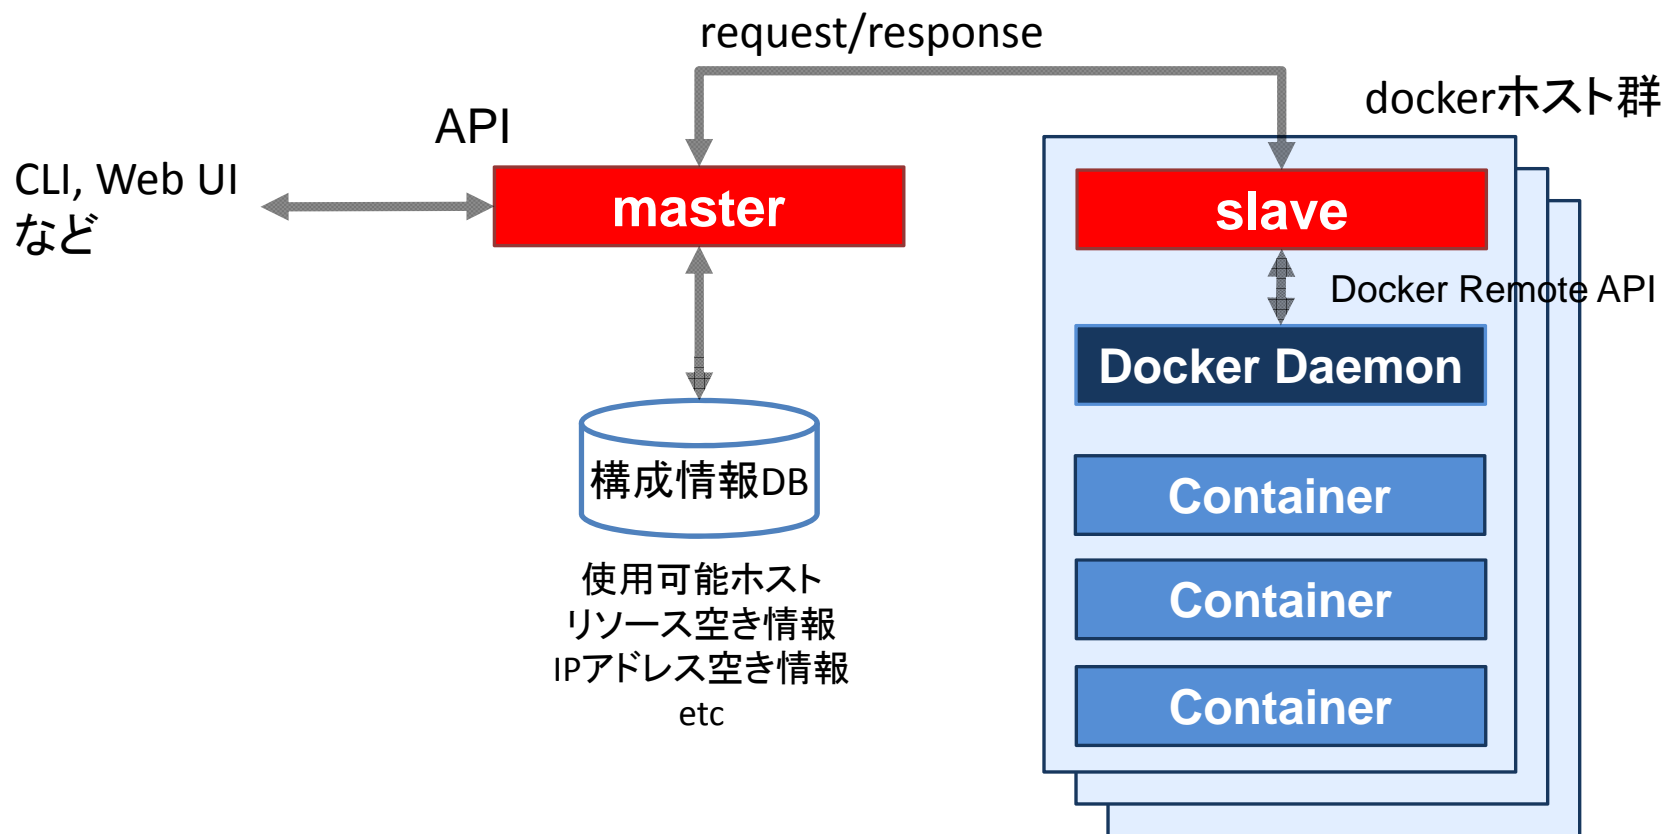 request/response
dockerホスト群
API
CLI, Web UI
など
master
slave
Docker Remote API
Docker Daemon
構成情報DB
Container
Container
Container
使用可能ホスト
リソース空き情報
IPアドレス空き情報
etc